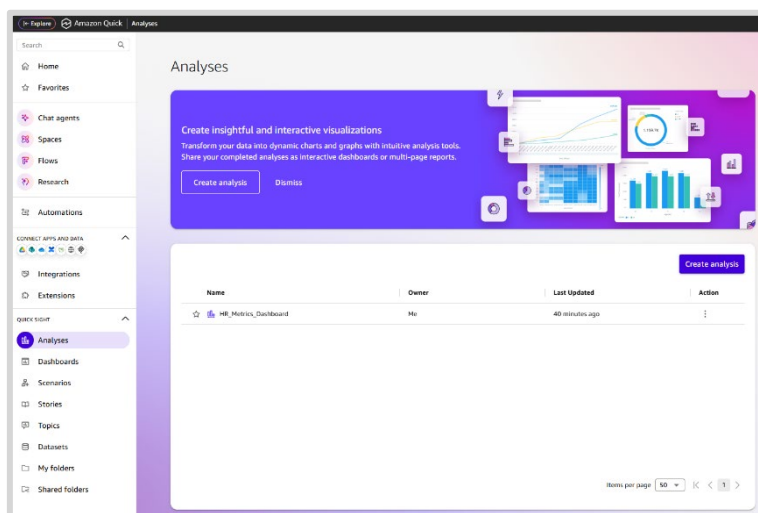 Explore
Amazon Quick
Analyses
Search
Home
Favorites
Chat agents
Spaces
Flows
Research
Automations
CONNECT APPS AND DATA
Integrations
Extensions
QUICK SIGHT
Analyses
Dashboards
Scenarios
Stories
Topics
Datasets
My folders
Shared folders
Analyses
Create insightful and interactive visualizations
Transform your data into dynamic charts and graphs with intuitive analysis tools.
Share your completed analyses as interactive dashboards or multi-page reports.
Create analysis Dismiss
Create analysis
Name Owner Last Updated Action
HR_Metrics_Dashboard Me 40 minutes ago
Items per page 50 1